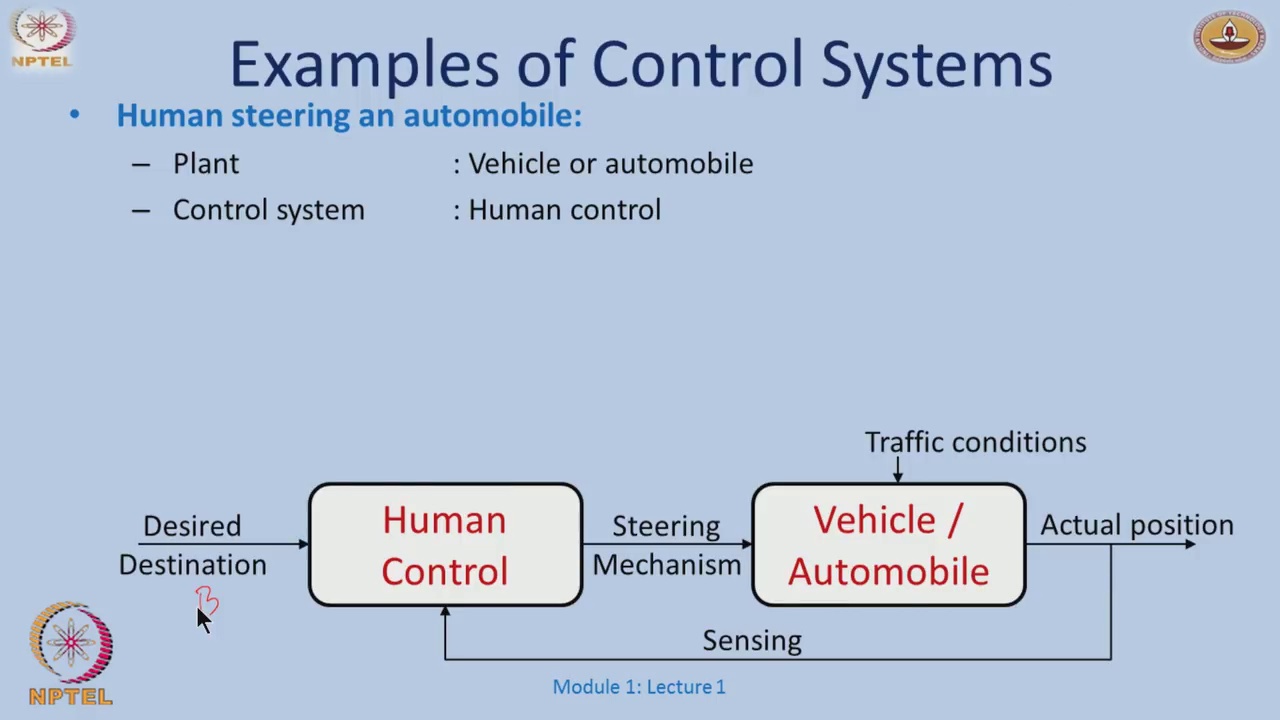 NPTEL
Examples of Control Systems
• Human steering an automobile:
– Plant : Vehicle or automobile
– Control system : Human control
Traffic conditions
Desired
Destination
B
Human
Control
Steering
Mechanism
Vehicle /
Automobile
Actual position
Sensing
NPTEL
Module 1: Lecture 1